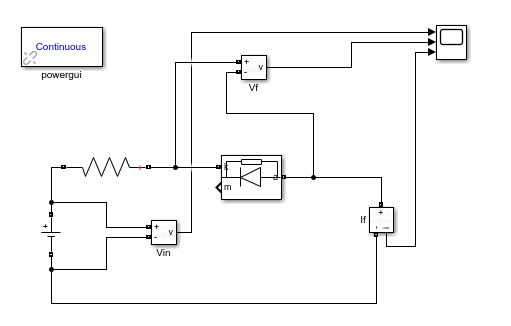 Continuous
powergui
+
-
v
Vf
k
m
a
If
+
+
+
-
v
Vin